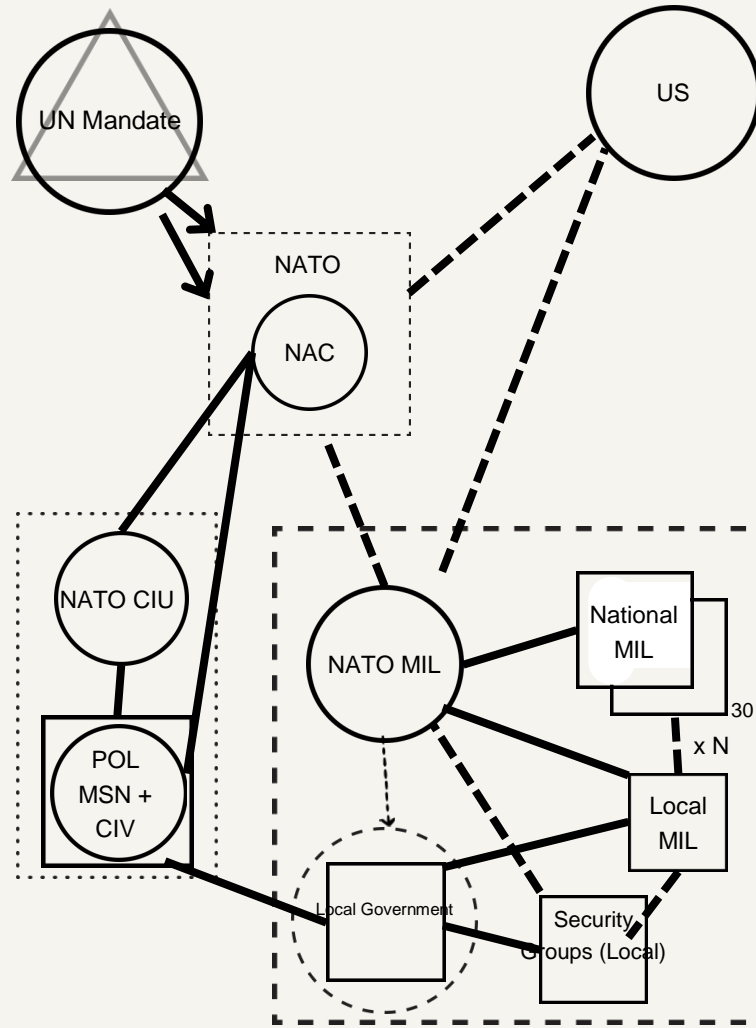 UN Mandate
US
NATO
NAC
NATO CIU
NATO MIL
National
MIL
30
x N
POL
MSN +
CIV
Local
MIL
Local Government
Security
Groups (Local)